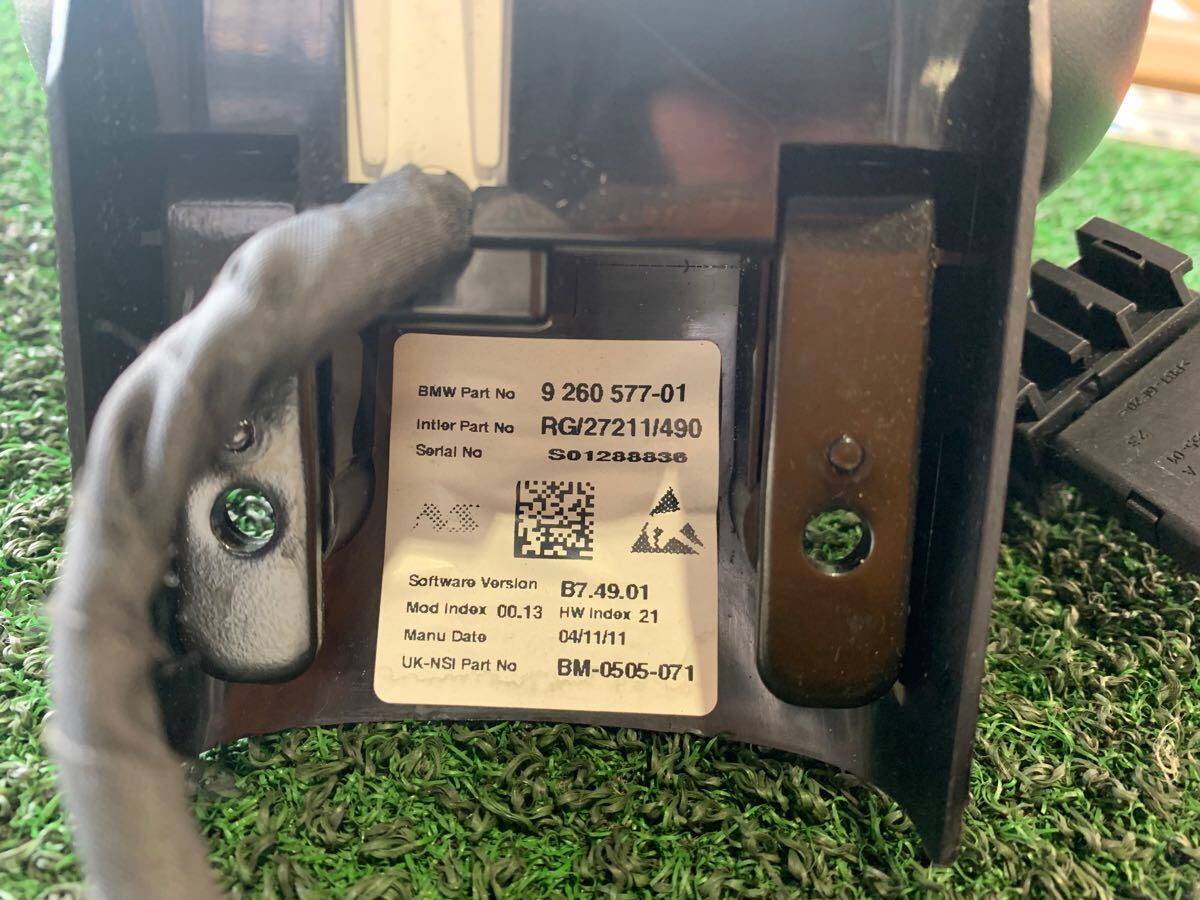 BMW Part No 9 260 577-01
Intier Part No RG/27211/490
Serial No S01288836
NS
Software Version B7.49.01
Mod Index 00.13 HW Index 21
Manu Date 04/11/11
UK-NSI Part No BM-0505-071